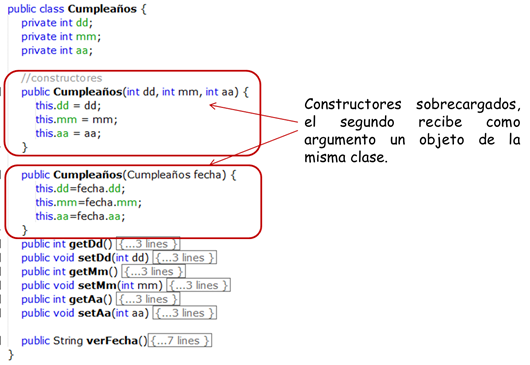 public class Cumpleaños {
private int dd;
private int mm;
private int aa;
//constructores
public Cumpleaños(int dd, int mm, int aa) {
this.dd = dd;
this.mm = mm;
this.aa = aa;
}
public Cumpleaños(Cumpleaños fecha) {
this.dd=fecha.dd;
this.mm=fecha.mm;
this.aa=fecha.aa;
}
public int getDd() {...3 lines }
public void setDd(int dd) {...3 lines }
public int getMm() {...3 lines }
public void setMm(int mm) {...3 lines }
public int getAa() {...3 lines }
public void setAa(int aa) {...3 lines }
public String verFecha(){...7 lines }
}
Constructores sobrecargados,
el segundo recibe como
argumento un objeto de la
misma clase.